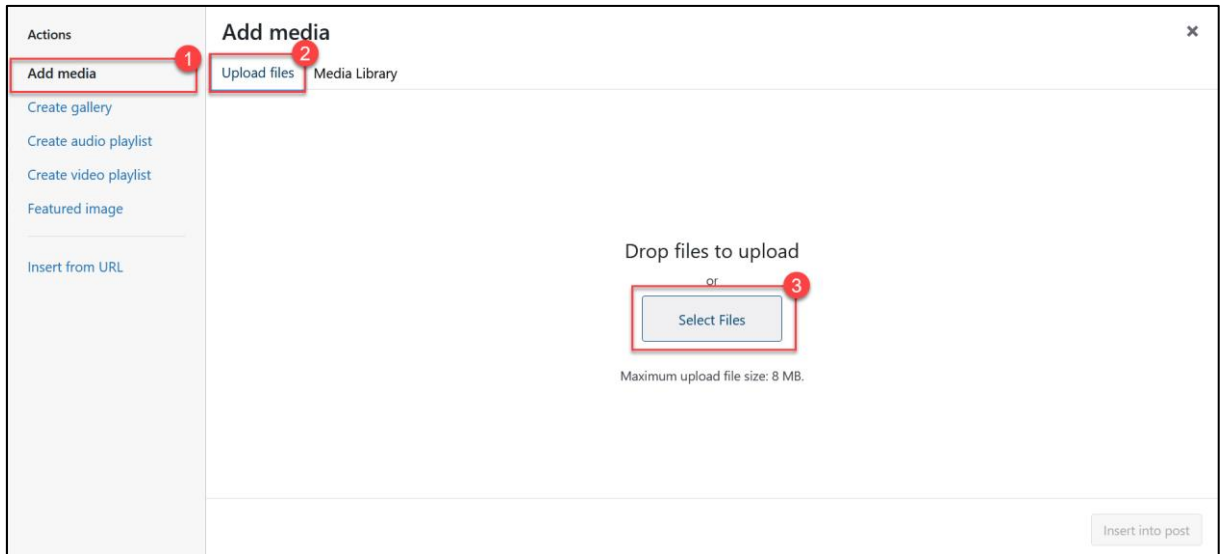 Actions
Add media
1
Create gallery
Create audio playlist
Create video playlist
Featured image
Insert from URL
Add media
2
Upload files Media Library
Drop files to upload
or
3
Select Files
Maximum upload file size: 8 MB.
Insert into post